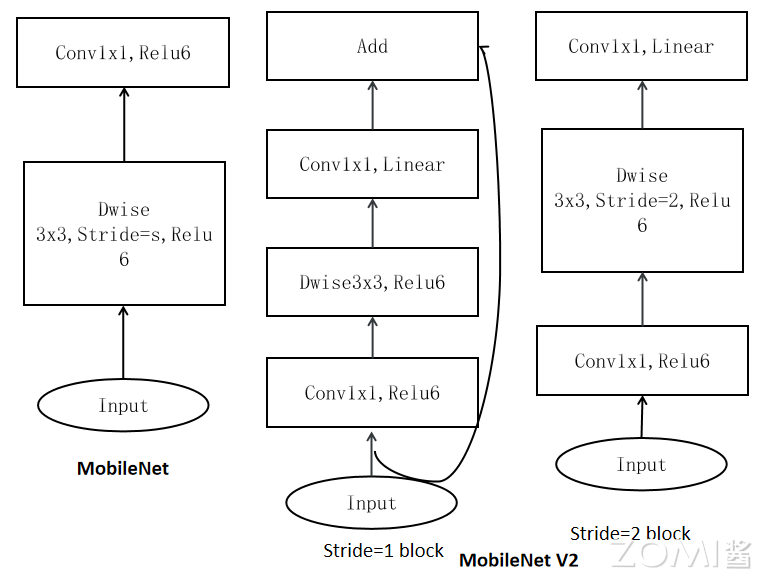 Conv1x1,Relu6
Dwise
3x3,Stride=s,Relu
6
Input
MobileNet
Add
Conv1x1,Linear
Dwise3x3,Relu6
Conv1x1,Relu6
Input
Stride=1 block
Conv1x1,Linear
Dwise
3x3,Stride=2,Relu
6
Conv1x1,Relu6
Input
Stride=2 block
MobileNet V2
ZOMI酱